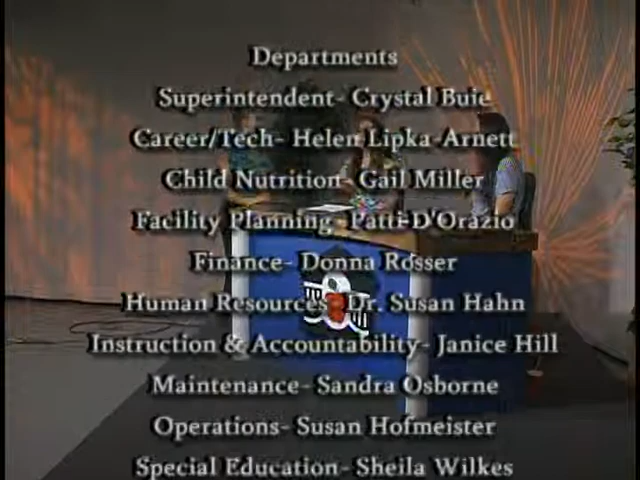 Departments
Superintendent- Crystal Buie
Career/Tech- Helen Lipka-Arnett
Child Nutrition- Gail Miller
Facility Planning- Patti D'Orazio
Finance- Donna Rosser
Human Resources- Dr. Susan Hahn
Instruction & Accountability- Janice Hill
Maintenance- Sandra Osborne
Operations- Susan Hofmeister
Special Education- Sheila Wilkes